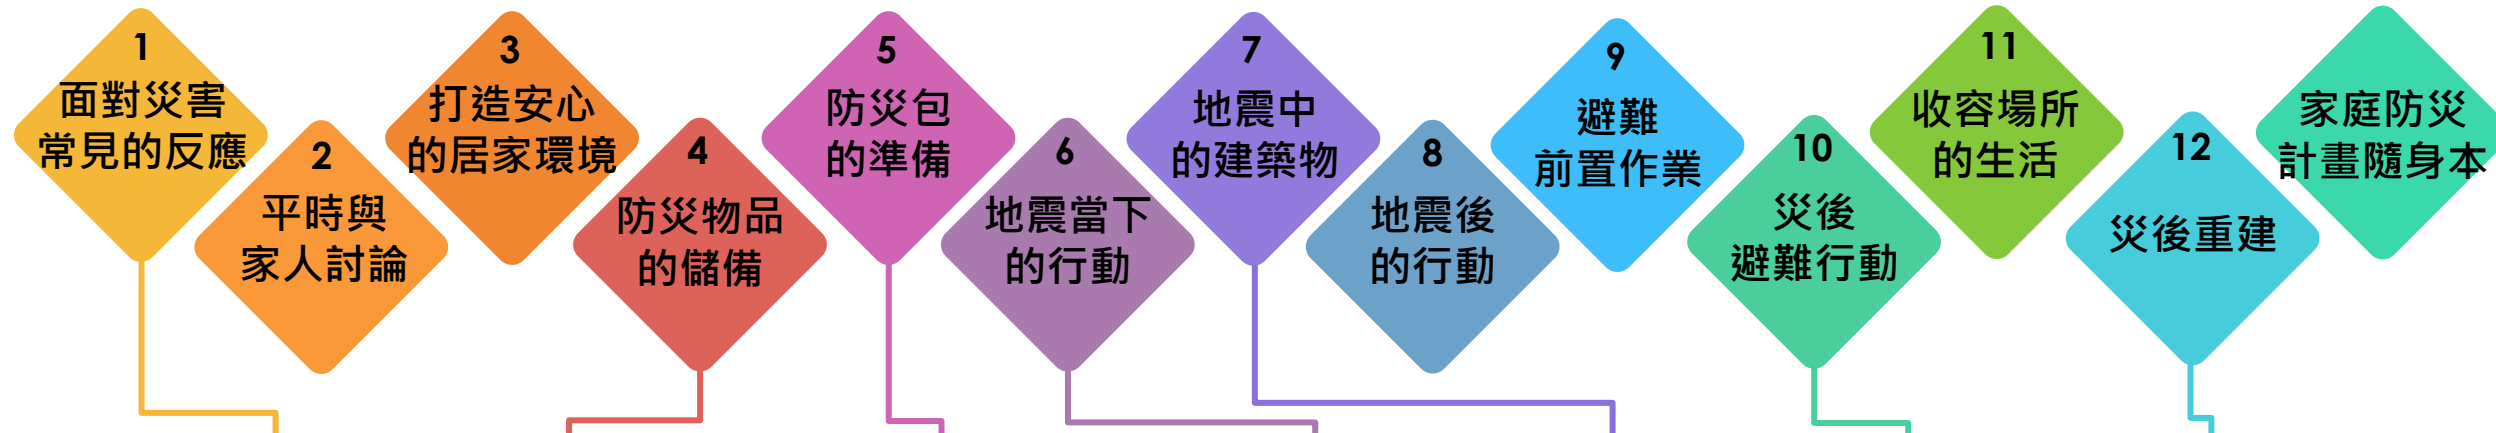 1
面對災害
常見的反應
2
平時與
家人討論
3
打造安心
的居家環境
4
防災物品
的儲備
5
防災包
的準備
6
地震當下
的行動
7
地震中
的建築物
8
地震後
的行動
9
避難
前置作業
10
災後
避難行動
11
收容場所
的生活
12
災後重建
家庭防災
計畫隨身本